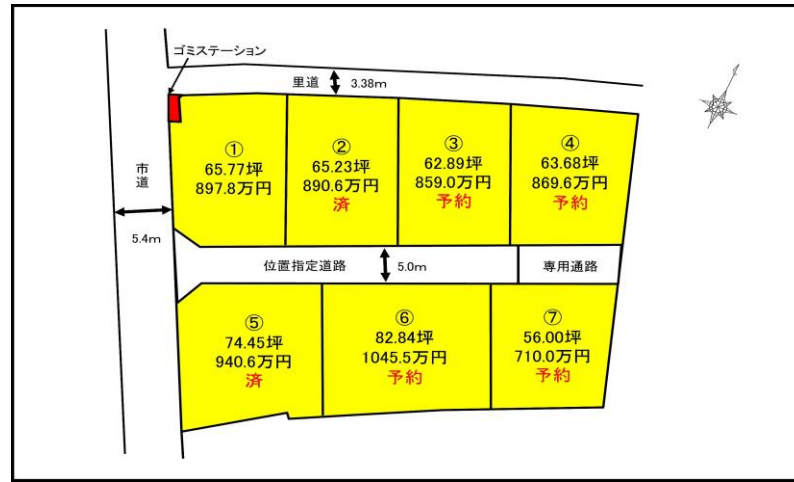 ゴミステーション
里道 3.38m
①
65.77坪
897.8万円
②
65.23坪
890.6万円
済
③
62.89坪
859.0万円
予約
④
63.68坪
869.6万円
予約
市道
5.4m
位置指定道路 5.0m 専用通路
⑤
74.45坪
940.6万円
済
⑥
82.84坪
1045.5万円
予約
⑦
56.00坪
710.0万円
予約